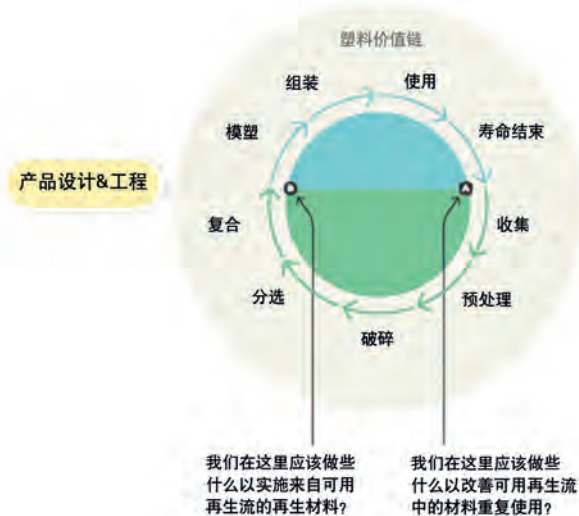 塑料价值链
组装
使用
模塑
寿命结束
产品设计&工程
复合
收集
分选
预处理
破碎
我们在这里应该做些
什么以实施来自可用
再生流的再生材料?
我们在这里应该做些
什么以改善可用再生流
中的材料重复使用?